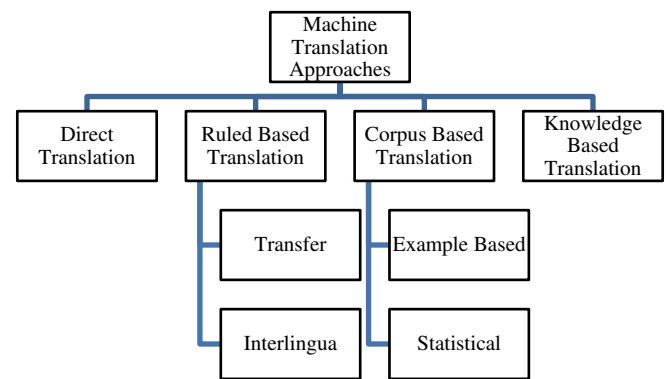 Machine
Translation
Approaches
Direct
Translation
Ruled Based
Translation
Corpus Based
Translation
Knowledge
Based
Translation
Transfer
Example Based
Interlingua
Statistical